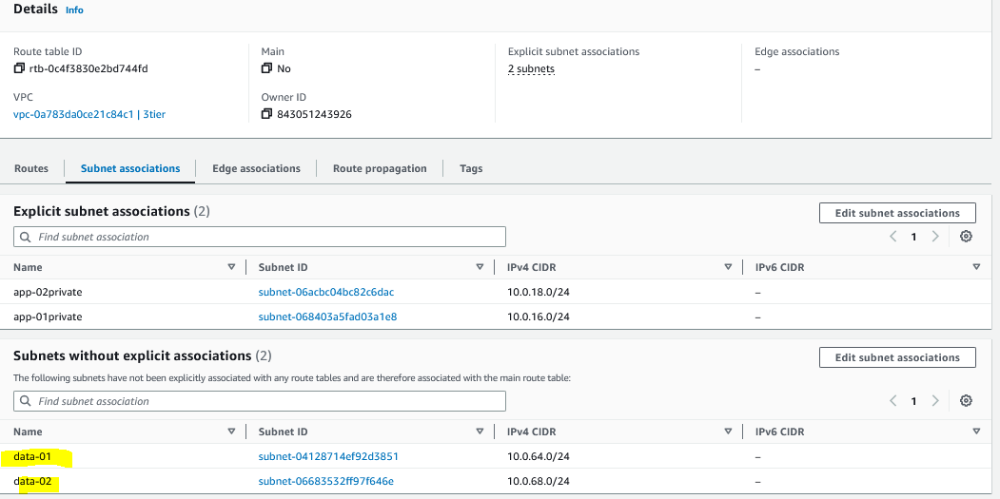 Details Info
Route table ID Main Explicit subnet associations Edge associations
rtb-0c4f3830e2bd744fd No 2 subnets –
VPC Owner ID
vpc-0a783da0ce21c84c1 | 3tier 843051243926
Routes Subnet associations Edge associations Route propagation Tags
Explicit subnet associations (2) Edit subnet associations
Find subnet association 1
Name Subnet ID IPv4 CIDR IPv6 CIDR
app-02private subnet-06acbc04bc82c6dac 10.0.18.0/24 –
app-01private subnet-068403a5fad03a1e8 10.0.16.0/24 –
Subnets without explicit associations (2) Edit subnet associations
The following subnets have not been explicitly associated with any route tables and are therefore associated with the main route table:
Find subnet association 1
Name Subnet ID IPv4 CIDR IPv6 CIDR
data-01 subnet-04128714ef92d3851 10.0.64.0/24 –
data-02 subnet-06683532ff97f646e 10.0.68.0/24 –